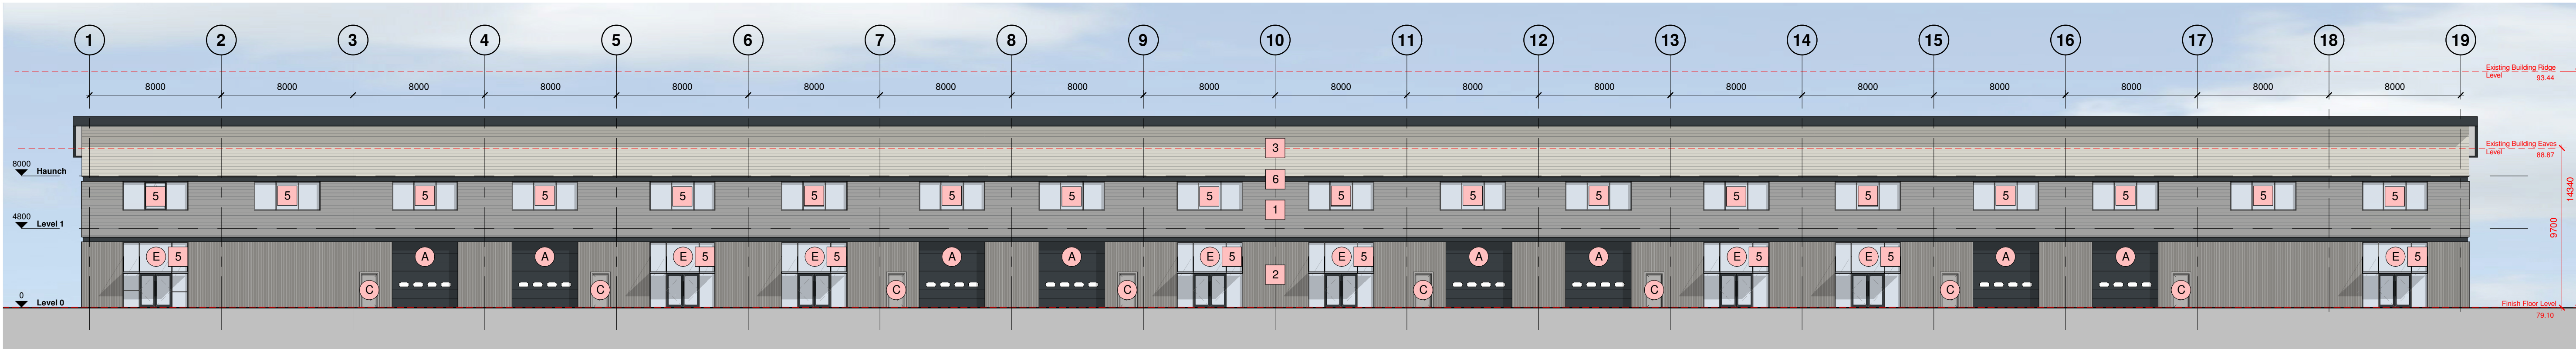 1 2 3 4 5 6 7 8 9 10 11 12 13 14 15 16 17 18 19
Existing Building Ridge
Level
93.44
8000 8000 8000 8000 8000 8000 8000 8000 8000 8000 8000 8000 8000 8000 8000 8000 8000 8000
3
Existing Building Eaves
Level
88.87
8000
Haunch
6
5 5 5 5 5 5 5 5 5 5 5 5 5 5 5 5 5 5
14340
1
4800
Level 1
9700
E 5 A A E 5 E 5 A A E 5 E 5 A A E 5 E 5 A A E 5
2
C C C C C C C C
0
Level 0
Finish Floor Level
79.10